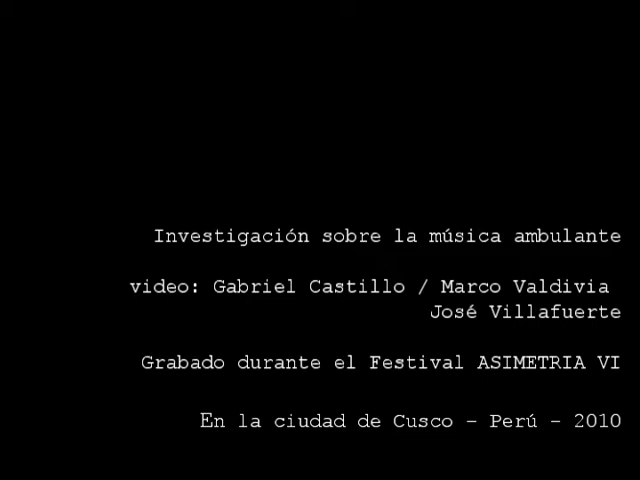 Investigación sobre la música ambulante
video: Gabriel Castillo / Marco Valdivia
José Villafuerte
Grabado durante el Festival ASIMETRIA VI
En la ciudad de Cusco - Perú - 2010